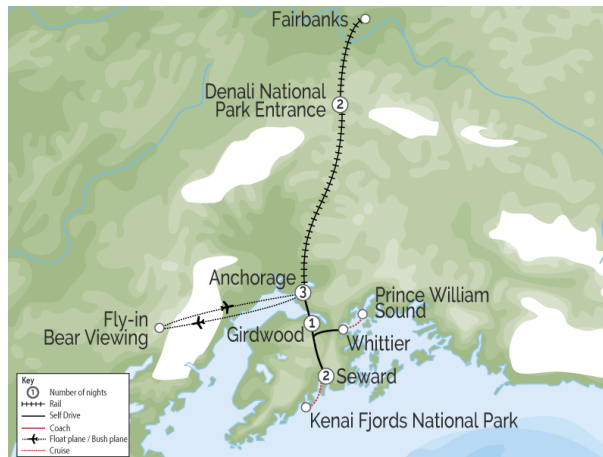 Fairbanks
Denali National
Park Entrance
2
Anchorage
3
Prince William
Sound
Fly-in
Bear Viewing
Girdwood
1
Whittier
2
Seward
Kenai Fjords National Park
Key
1 Number of nights
Rail
Self Drive
Coach
Float plane / Bush plane
Cruise